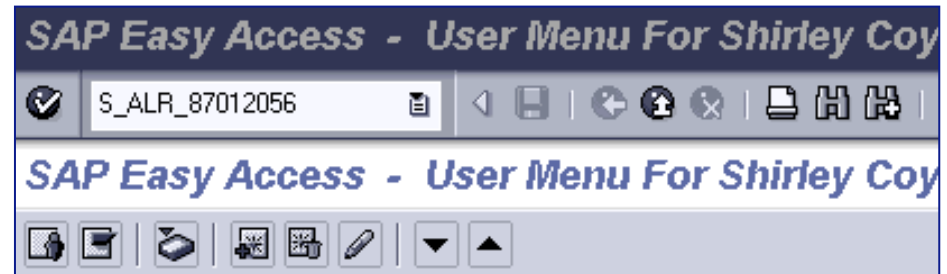 SAP Easy Access - User Menu For Shirley Coy
S_ALR_87012056
SAP Easy Access - User Menu For Shirley Coy